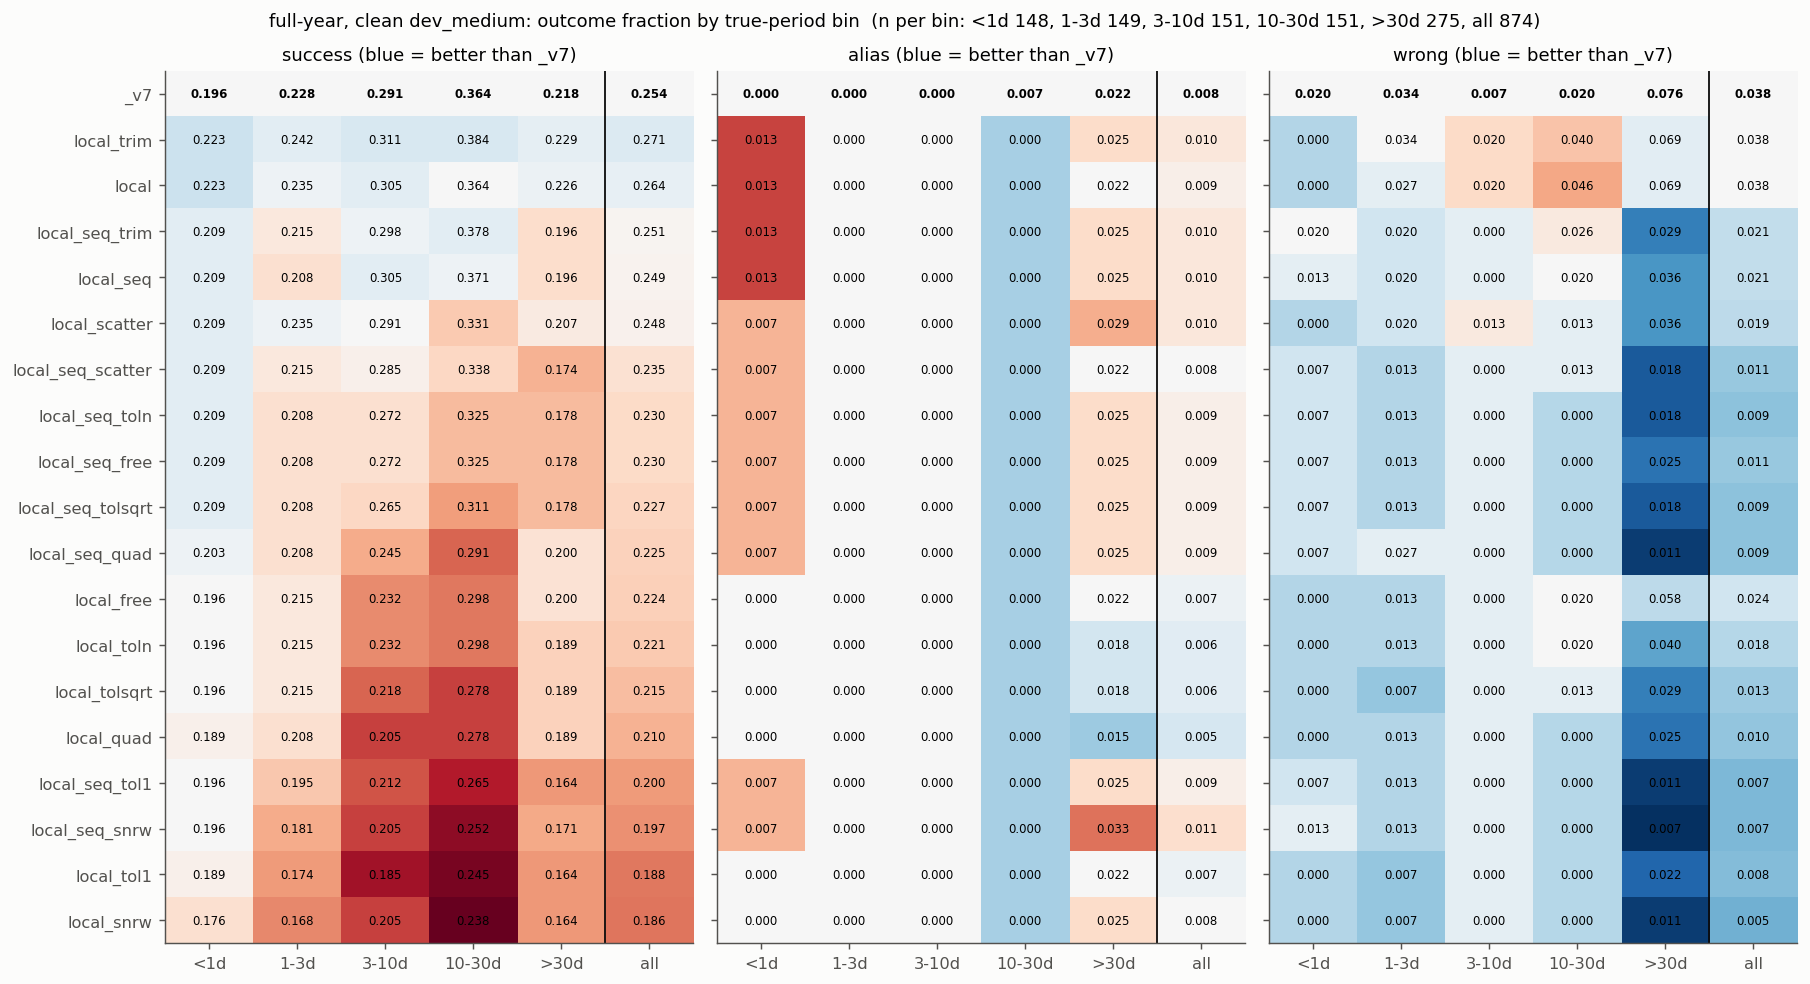 full-year, clean dev_medium: outcome fraction by true-period bin  (n per bin: <1d 148, 1-3d 149, 3-10d 151, 10-30d 151, >30d 275, all 874)
success (blue = better than _v7) alias (blue = better than _v7) wrong (blue = better than _v7)
_v7 0.196 0.228 0.291 0.364 0.218 0.254 0.000 0.000 0.000 0.007 0.022 0.008 0.020 0.034 0.007 0.020 0.076 0.038
local_trim 0.223 0.242 0.311 0.384 0.229 0.271 0.013 0.000 0.000 0.000 0.025 0.010 0.000 0.034 0.020 0.040 0.069 0.038
local 0.223 0.235 0.305 0.364 0.226 0.264 0.013 0.000 0.000 0.000 0.022 0.009 0.000 0.027 0.020 0.046 0.069 0.038
local_seq_trim 0.209 0.215 0.298 0.378 0.196 0.251 0.013 0.000 0.000 0.000 0.025 0.010 0.020 0.020 0.000 0.026 0.029 0.021
local_seq 0.209 0.208 0.305 0.371 0.196 0.249 0.013 0.000 0.000 0.000 0.025 0.010 0.013 0.020 0.000 0.020 0.036 0.021
local_scatter 0.209 0.235 0.291 0.331 0.207 0.248 0.007 0.000 0.000 0.000 0.029 0.010 0.000 0.020 0.013 0.013 0.036 0.019
local_seq_scatter 0.209 0.215 0.285 0.338 0.174 0.235 0.007 0.000 0.000 0.000 0.022 0.008 0.007 0.013 0.000 0.013 0.018 0.011
local_seq_toln 0.209 0.208 0.272 0.325 0.178 0.230 0.007 0.000 0.000 0.000 0.025 0.009 0.007 0.013 0.000 0.000 0.018 0.009
local_seq_free 0.209 0.208 0.272 0.325 0.178 0.230 0.007 0.000 0.000 0.000 0.025 0.009 0.007 0.013 0.000 0.000 0.025 0.011
local_seq_tolsqrt 0.209 0.208 0.265 0.311 0.178 0.227 0.007 0.000 0.000 0.000 0.025 0.009 0.007 0.013 0.000 0.000 0.018 0.009
local_seq_quad 0.203 0.208 0.245 0.291 0.200 0.225 0.007 0.000 0.000 0.000 0.025 0.009 0.007 0.027 0.000 0.000 0.011 0.009
local_free 0.196 0.215 0.232 0.298 0.200 0.224 0.000 0.000 0.000 0.000 0.022 0.007 0.000 0.013 0.000 0.020 0.058 0.024
local_toln 0.196 0.215 0.232 0.298 0.189 0.221 0.000 0.000 0.000 0.000 0.018 0.006 0.000 0.013 0.000 0.020 0.040 0.018
local_tolsqrt 0.196 0.215 0.218 0.278 0.189 0.215 0.000 0.000 0.000 0.000 0.018 0.006 0.000 0.007 0.000 0.013 0.029 0.013
local_quad 0.189 0.208 0.205 0.278 0.189 0.210 0.000 0.000 0.000 0.000 0.015 0.005 0.000 0.013 0.000 0.000 0.025 0.010
local_seq_tol1 0.196 0.195 0.212 0.265 0.164 0.200 0.007 0.000 0.000 0.000 0.025 0.009 0.007 0.013 0.000 0.000 0.011 0.007
local_seq_snrw 0.196 0.181 0.205 0.252 0.171 0.197 0.007 0.000 0.000 0.000 0.033 0.011 0.013 0.013 0.000 0.000 0.007 0.007
local_tol1 0.189 0.174 0.185 0.245 0.164 0.188 0.000 0.000 0.000 0.000 0.022 0.007 0.000 0.007 0.000 0.000 0.022 0.008
local_snrw 0.176 0.168 0.205 0.238 0.164 0.186 0.000 0.000 0.000 0.000 0.025 0.008 0.000 0.007 0.000 0.000 0.011 0.005
<1d 1-3d 3-10d 10-30d >30d all <1d 1-3d 3-10d 10-30d >30d all <1d 1-3d 3-10d 10-30d >30d all